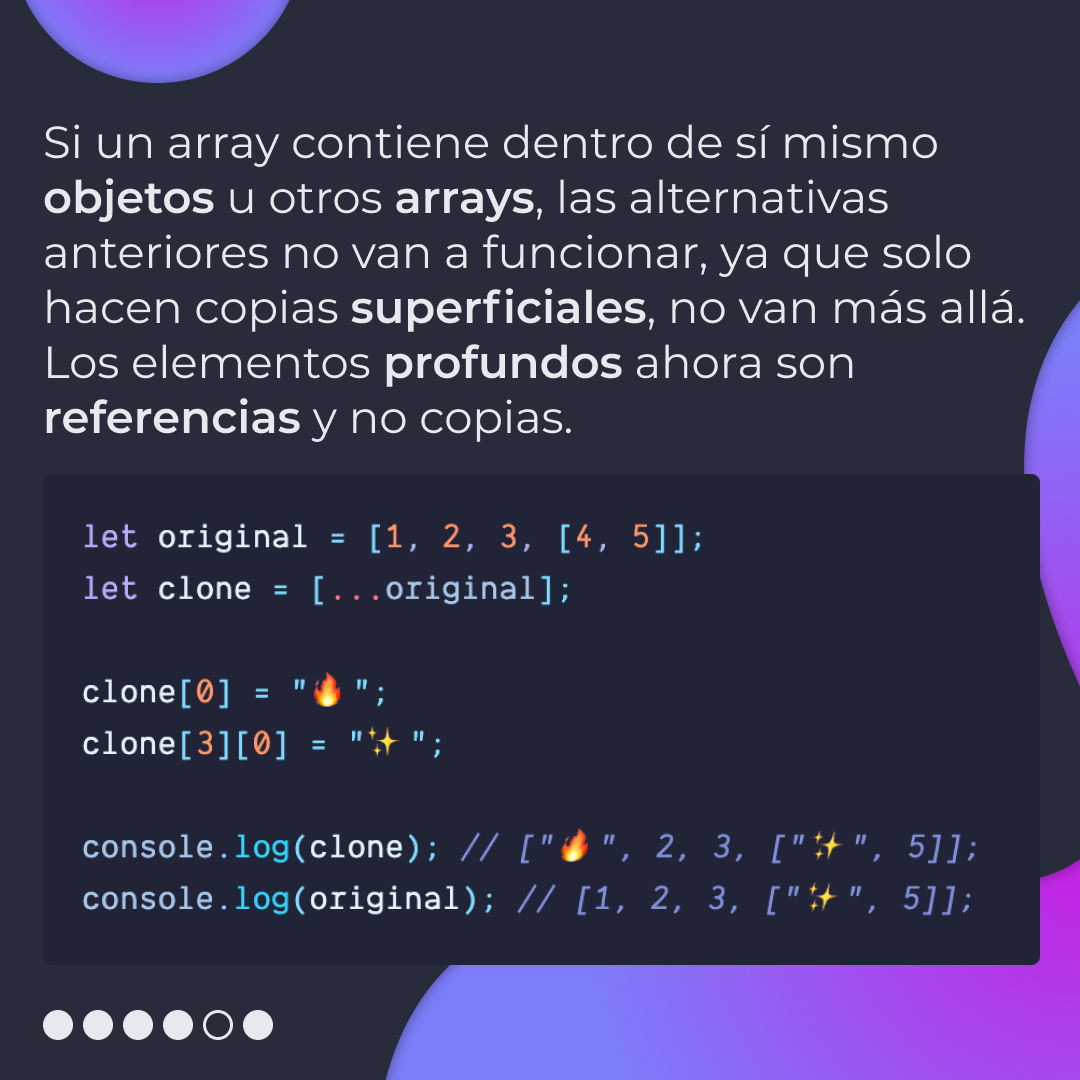 Si un array contiene dentro de sí mismo
objetos u otros arrays, las alternativas
anteriores no van a funcionar, ya que solo
hacen copias superficiales, no van más allá.
Los elementos profundos ahora son
referencias y no copias.
let original = [1, 2, 3, [4, 5]];
let clone = [...original];
clone[0] = "🔥";
clone[3][0] = "✨";
console.log(clone); // ["🔥", 2, 3, ["✨", 5]];
console.log(original); // [1, 2, 3, ["✨", 5]];